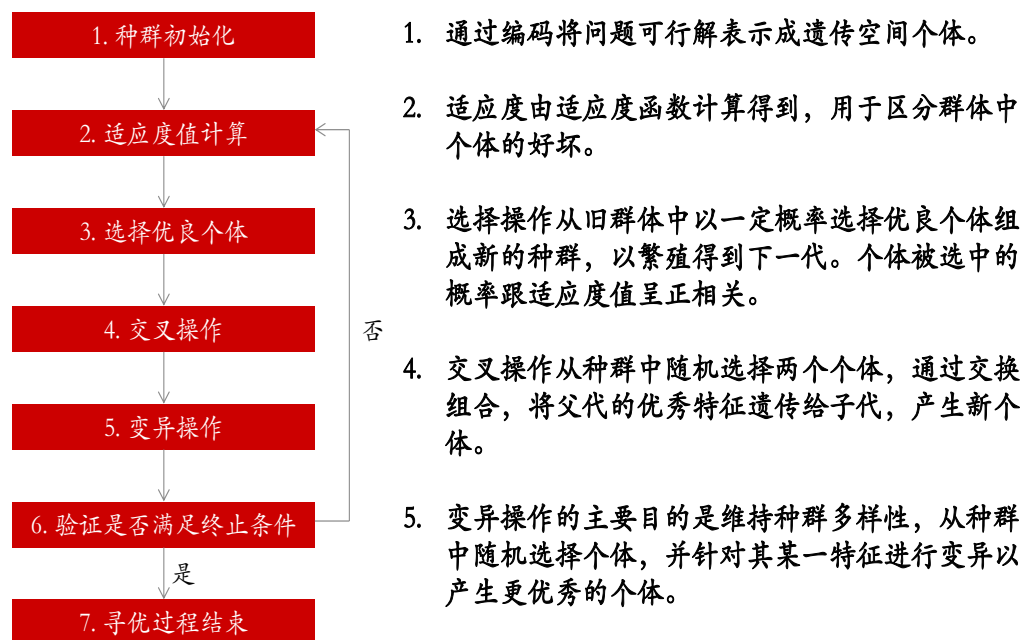 1. 种群初始化
2. 适应度值计算
3. 选择优良个体
4. 交叉操作
否
5. 变异操作
6. 验证是否满足终止条件
是
7. 寻优过程结束
1. 通过编码将问题可行解表示成遗传空间个体。
2. 适应度由适应度函数计算得到，用于区分群体中
个体的好坏。
3. 选择操作从旧群体中以一定概率选择优良个体组
成新的种群，以繁殖得到下一代。个体被选中的
概率跟适应度值呈正相关。
4. 交叉操作从种群中随机选择两个个体，通过交换
组合，将父代的优秀特征遗传给子代，产生新个
体。
5. 变异操作的主要目的是维持种群多样性，从种群
中随机选择个体，并针对其某一特征进行变异以
产生更优秀的个体。